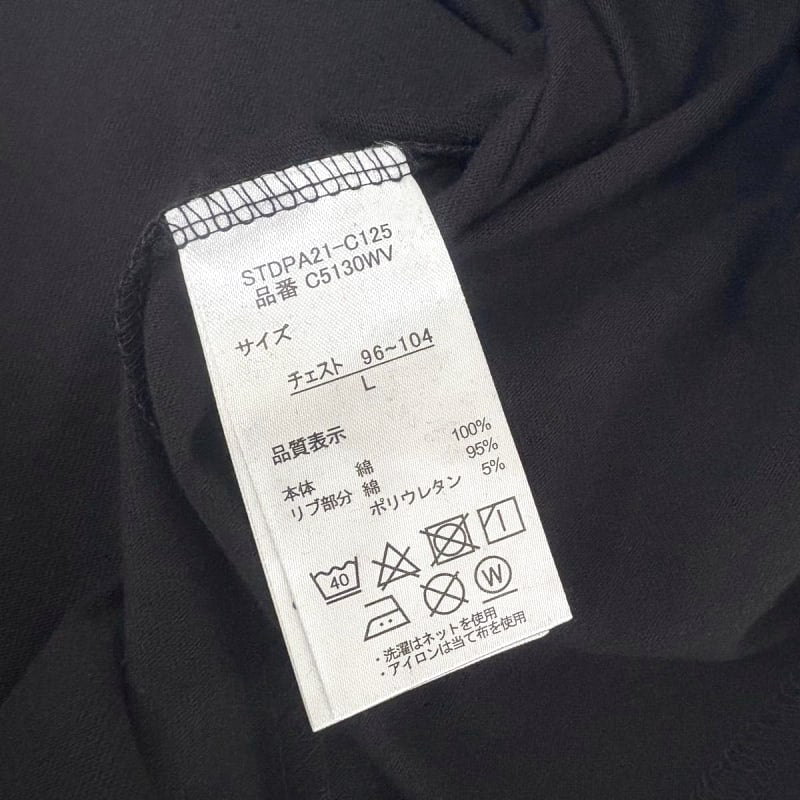 STDPA21-C125
品番 C5130WV
サイズ
チェスト 96~104
L
品質表示
本体 綿 100%
リブ部分 綿 95%
ポリウレタン 5%
40
W
・洗濯はネットを使用
・アイロンは当て布を使用